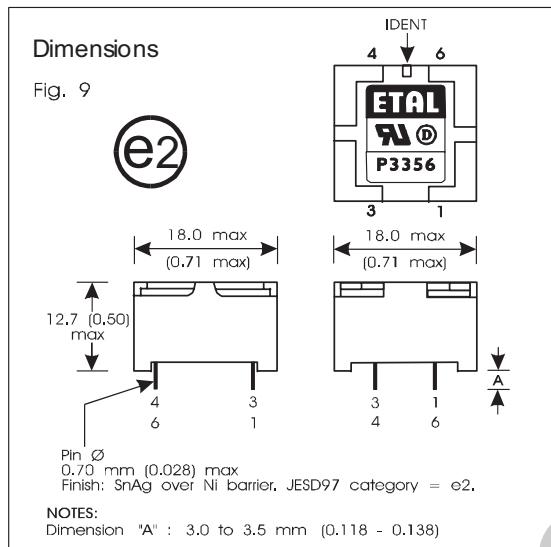 Dimensions
Fig. 9
e2
IDENT
4 6
ETAL
P3356
3 1
18.0 max
(0.71 max)
18.0 max
(0.71 max)
12.7 (0.50)
max
A
4 3
6 1
3 1
4 6
Pin Ø
0.70 mm (0.028) max
Finish: SnAg over Ni barrier. JESD97 category = e2.
NOTES:
Dimension "A" : 3.0 to 3.5 mm (0.118 - 0.138)